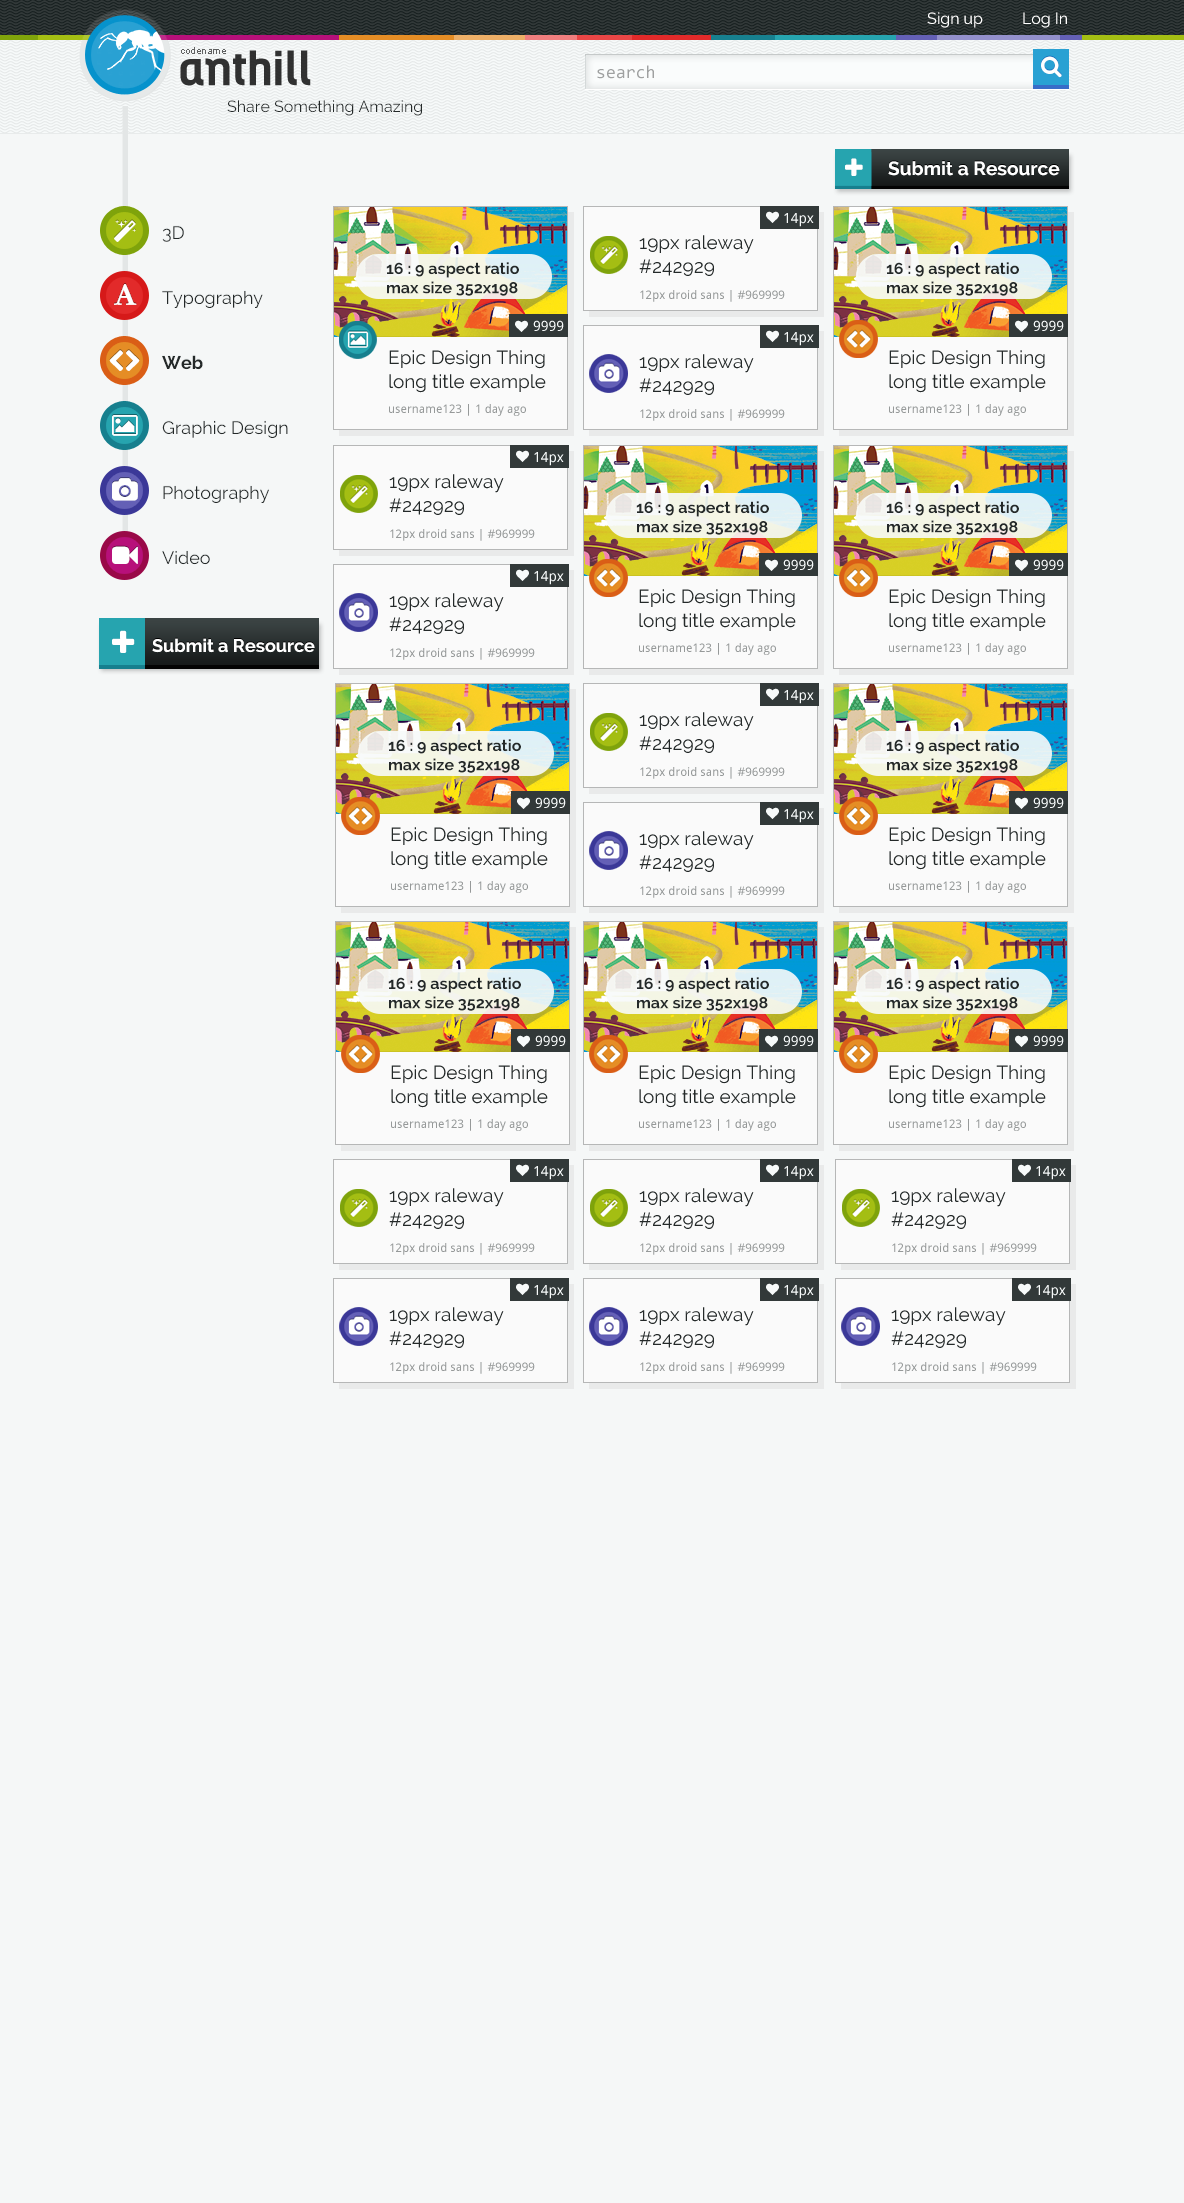 Sign up
Log In
codename
anthill
Share Something Amazing
search
Submit a Resource
3D
Typography
Web
Graphic Design
Photography
Video
Submit a Resource
16 : 9 aspect ratio
max size 352x198
9999
Epic Design Thing
long title example
username123 | 1 day ago
14px
19px raleway
#242929
12px droid sans | #969999
14px
19px raleway
#242929
12px droid sans | #969999
16 : 9 aspect ratio
max size 352x198
9999
Epic Design Thing
long title example
username123 | 1 day ago
14px
19px raleway
#242929
12px droid sans | #969999
14px
19px raleway
#242929
12px droid sans | #969999
16 : 9 aspect ratio
max size 352x198
9999
Epic Design Thing
long title example
username123 | 1 day ago
16 : 9 aspect ratio
max size 352x198
9999
Epic Design Thing
long title example
username123 | 1 day ago
16 : 9 aspect ratio
max size 352x198
9999
Epic Design Thing
long title example
username123 | 1 day ago
14px
19px raleway
#242929
12px droid sans | #969999
14px
19px raleway
#242929
12px droid sans | #969999
16 : 9 aspect ratio
max size 352x198
9999
Epic Design Thing
long title example
username123 | 1 day ago
16 : 9 aspect ratio
max size 352x198
9999
Epic Design Thing
long title example
username123 | 1 day ago
16 : 9 aspect ratio
max size 352x198
9999
Epic Design Thing
long title example
username123 | 1 day ago
16 : 9 aspect ratio
max size 352x198
9999
Epic Design Thing
long title example
username123 | 1 day ago
14px
19px raleway
#242929
12px droid sans | #969999
14px
19px raleway
#242929
12px droid sans | #969999
14px
19px raleway
#242929
12px droid sans | #969999
14px
19px raleway
#242929
12px droid sans | #969999
14px
19px raleway
#242929
12px droid sans | #969999
14px
19px raleway
#242929
12px droid sans | #969999